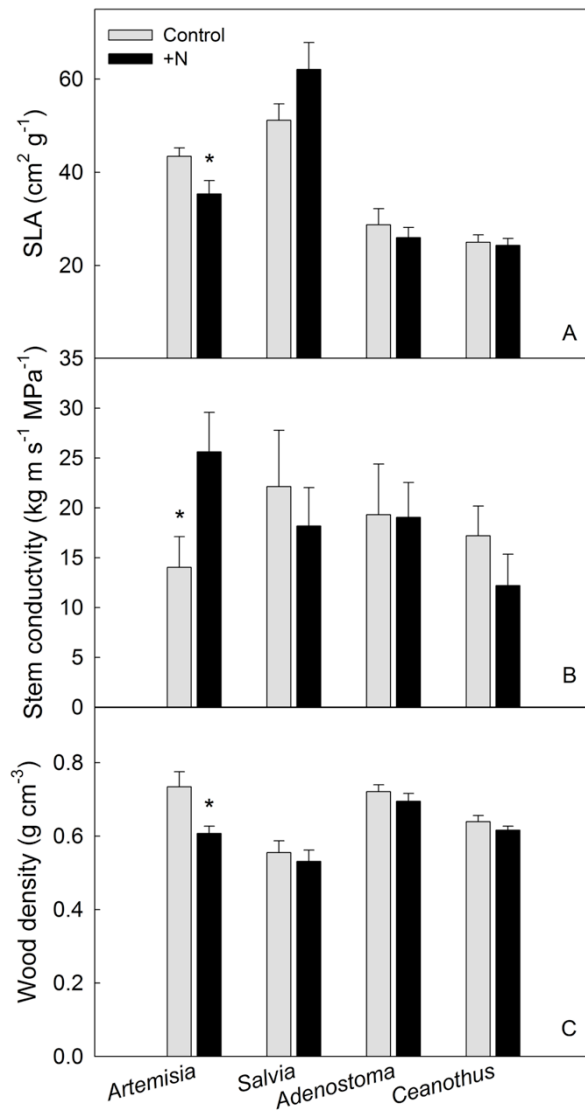 Control
+N
SLA (cm² g⁻¹)
60
40
20
*
A
Stem conductvity (kg m s⁻¹ MPa⁻¹)
35
30
25
20
15
10
5
0
*
B
Wood density (g cm⁻³)
0.8
0.6
0.4
0.2
0.0
*
C
Artemisia
Salvia
Adenostoma
Ceanothus